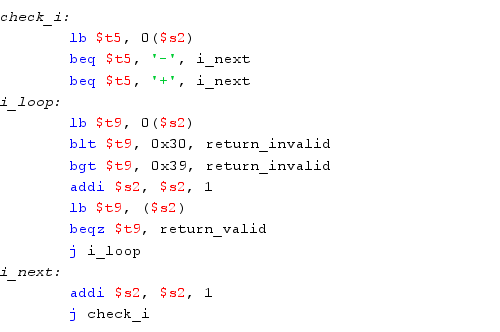 check_i:
lb $t5, 0($s2)
beq $t5, '-', i_next
beq $t5, '+', i_next
i_loop:
lb $t9, 0($s2)
blt $t9, 0x30, return_invalid
bgt $t9, 0x39, return_invalid
addi $s2, $s2, 1
lb $t9, ($s2)
beqz $t9, return_valid
j i_loop
i_next:
addi $s2, $s2, 1
j check_i